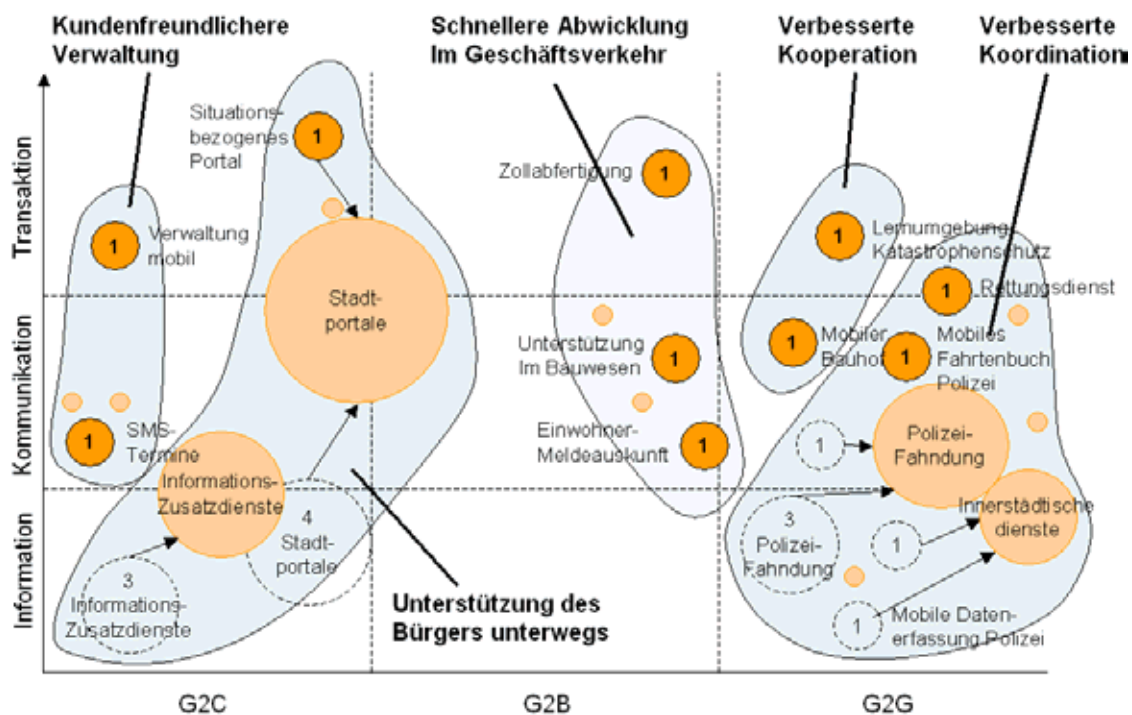 Kundenfreundlichere
Verwaltung
Schnellere Abwicklung
Im Geschäftsverkehr
Verbesserte
Kooperation
Verbesserte
Koordination
Transaktion
Kommunikation
Information
Situations-
bezogenes
Portal
1
1
Verwaltung
mobil
Stadt-
portale
1
SMS-
Termine
Informations-
Zusatzdienste
4
Stadt-
portale
3
Informations-
Zusatzdienste
Unterstützung des
Bürgers unterwegs
Zollabfertigung
1
Unterstützung
Im Bauwesen
1
Einwohner-
Meldeauskunft
1
1
Lernumgebung
Katastrophenschutz
1
Rettungsdienst
1
Mobiler
Bauhof
1
Mobiles
Fahrtenbuch
Polizei
1
Polizei-
Fahndung
3
Polizei-
Fahndung
1
Innerstädtische
dienste
1
Mobile Daten-
erfassung Polizei
G2C
G2B
G2G